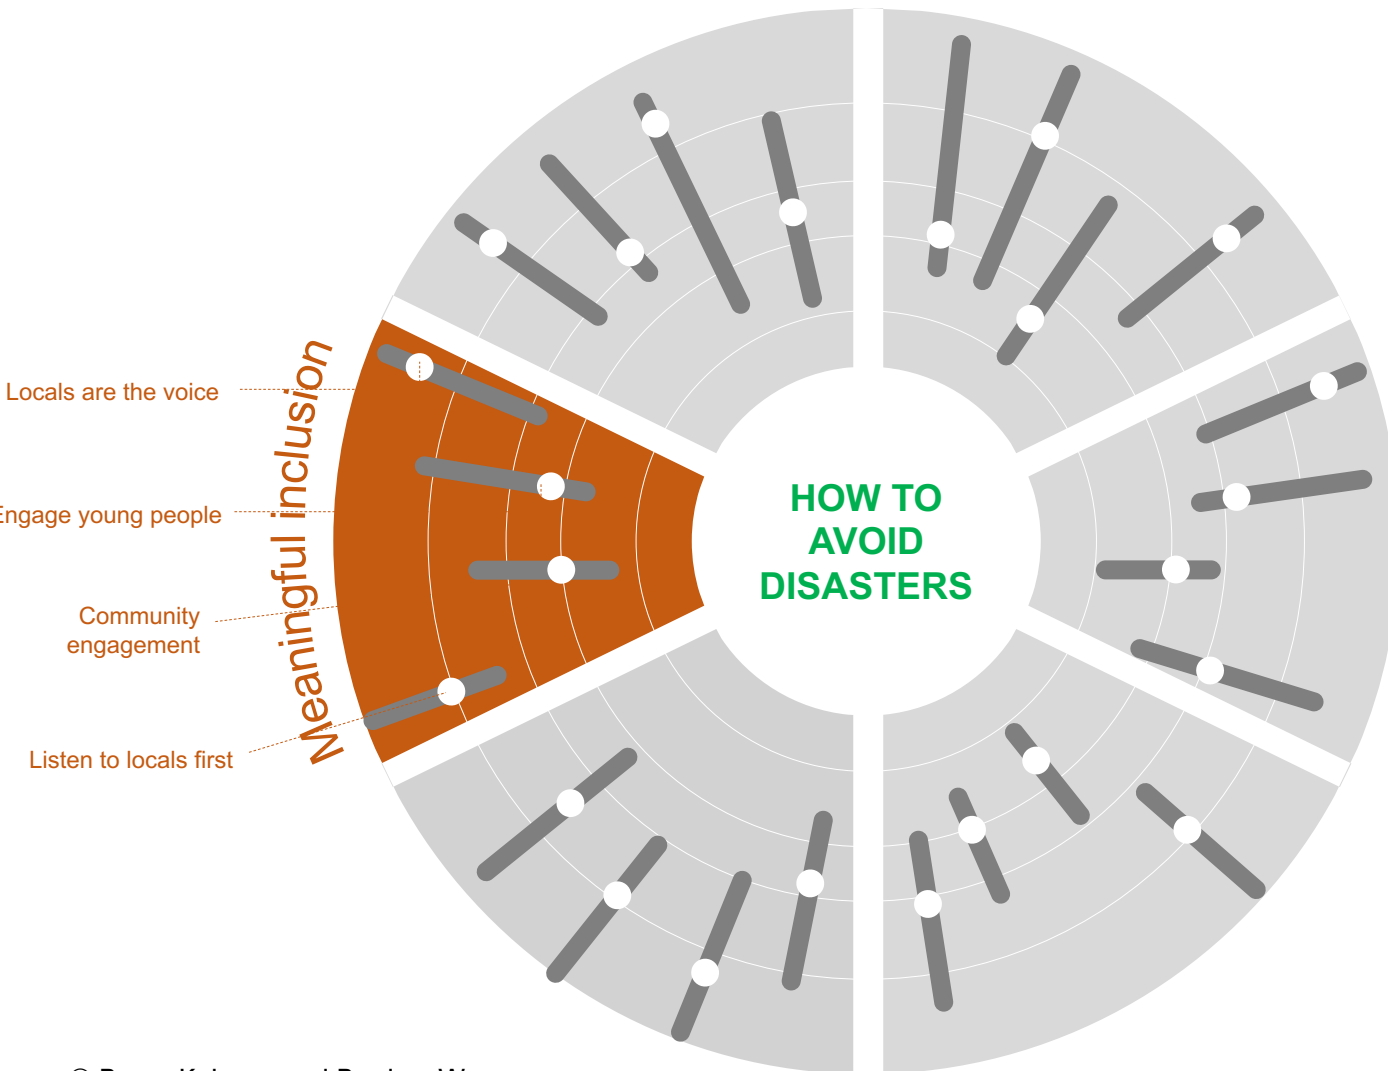 HOW TO
AVOID
DISASTERS
Meaningful inclusion
Locals are the voice
Engage young people
Community
engagement
Listen to locals first